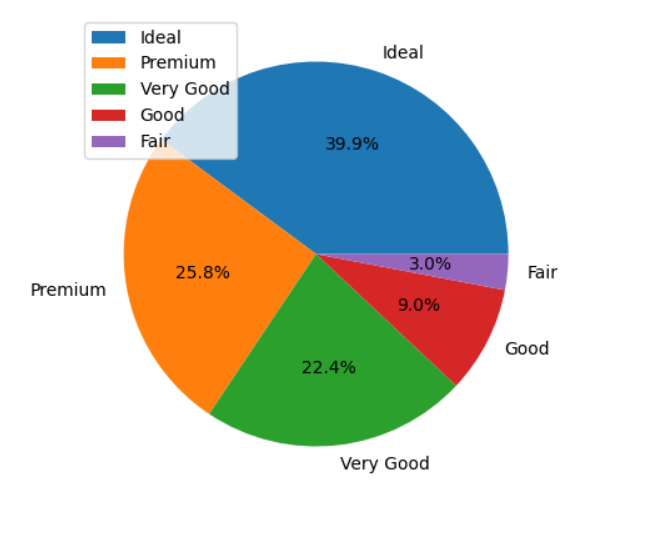 Ideal
Premium
Very Good
Good
Fair
Ideal
39.9%
Premium
25.8%
Very Good
22.4%
Good
9.0%
Fair
3.0%